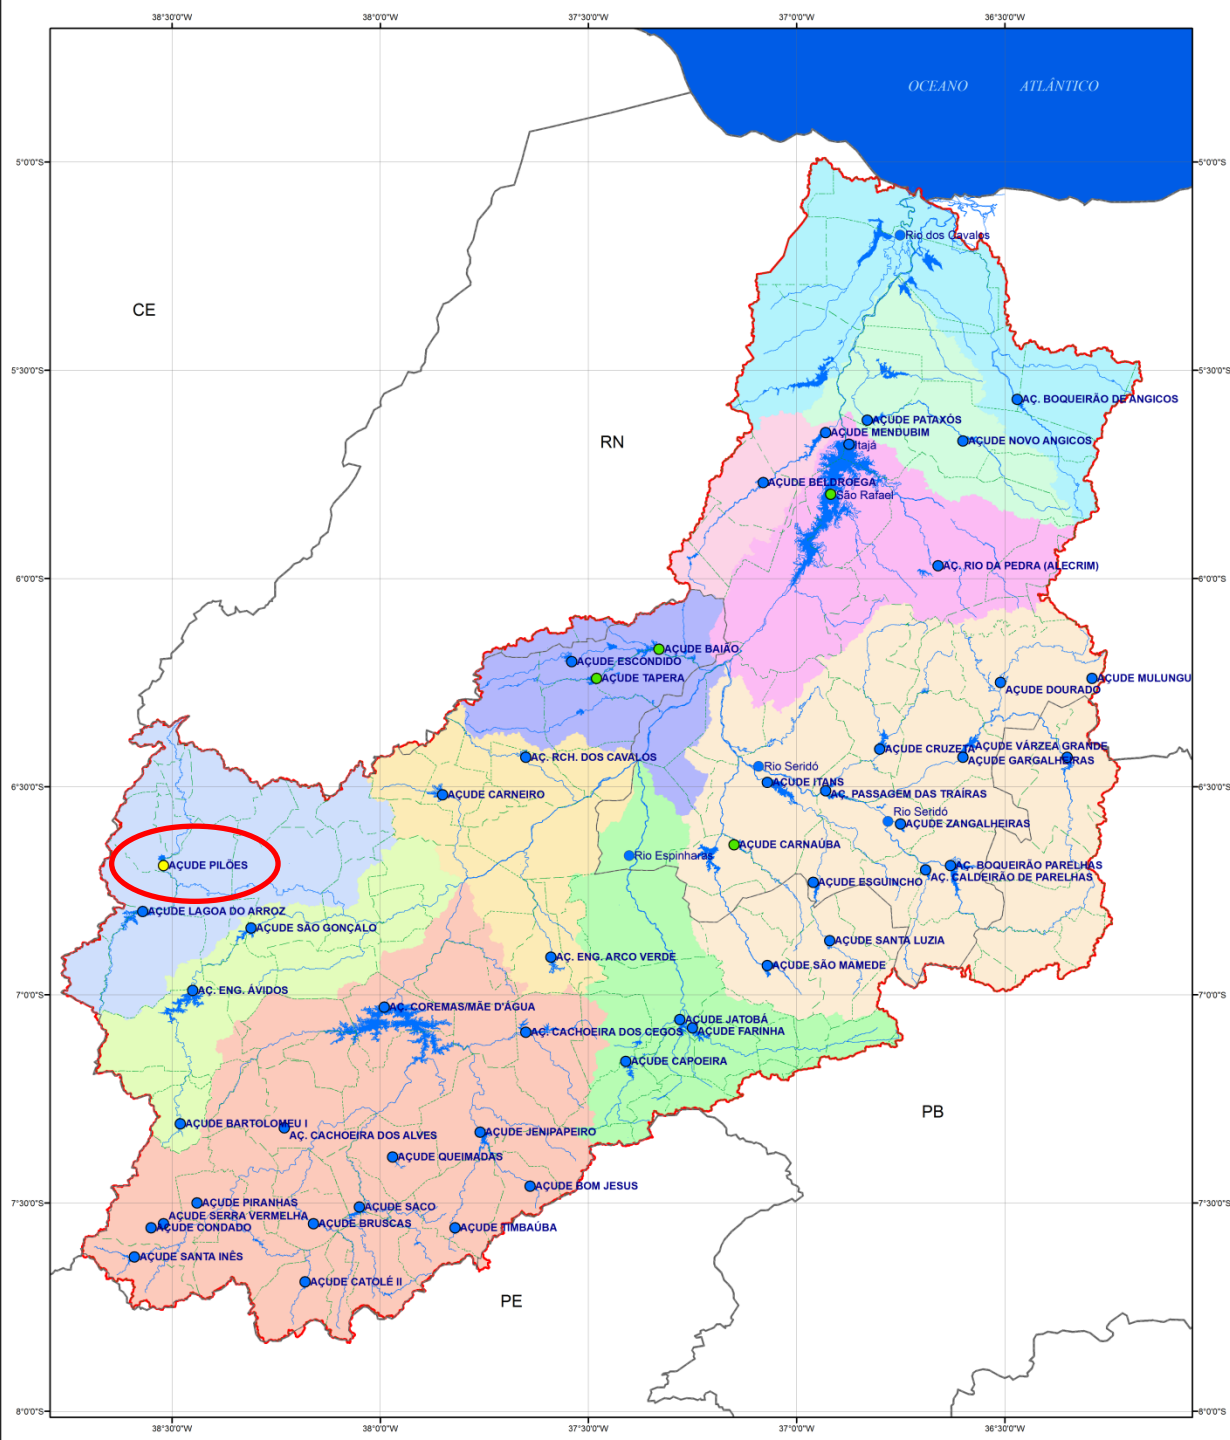 38°30'0"W 38°0'0"W 37°30'0"W 37°0'0"W 36°30'0"W
OCEANO ATLÂNTICO
5°0'0"S 5°0'0"S
Rio dos Cavalos
CE
5°30'0"S 5°30'0"S
AÇ. BOQUEIRÃO DE ANGICOS
AÇUDE PATAXÓS
AÇUDE MENDUBIM
RN
AÇUDE NOVO ANGICOS
Itajá
AÇUDE BELDROEGA
São Rafael
AÇ. RIO DA PEDRA (ALECRIM)
6°0'0"S 6°0'0"S
AÇUDE BAIÃO
AÇUDE ESCONDIDO
AÇUDE TAPERA
AÇUDE MULUNGU
AÇUDE DOURADO
AÇUDE VÁRZEA GRANDE
AÇUDE CRUZETA
AÇ. RCH. DOS CAVALOS
AÇUDE GARGALHEIRAS
Rio Seridó
AÇUDE ITANS
6°30'0"S 6°30'0"S
AÇUDE CARNEIRO
AÇ. PASSAGEM DAS TRAÍRAS
Rio Seridó
AÇUDE ZANGALHEIRAS
AÇUDE CARNAÚBA
Rio Espinharas
AÇUDE PILÕES
AÇ. BOQUEIRÃO PARELHAS
AÇ. CALDEIRÃO DE PARELHAS
AÇUDE ESGUINCHO
AÇUDE LAGOA DO ARROZ
AÇUDE SÃO GONÇALO
AÇUDE SANTA LUZIA
AÇ. ENG. ARCO VERDE
AÇUDE SÃO MAMEDE
AÇ. ENG. ÁVIDOS
7°0'0"S 7°0'0"S
AÇ. COREMAS/MÃE D'ÁGUA
AÇUDE JATOBÁ
AÇ. CACHOEIRA DOS CEGOS
AÇUDE FARINHA
AÇUDE CAPOEIRA
PB
AÇUDE BARTOLOMEU I
AÇ. CACHOEIRA DOS ALVES
AÇUDE JENIPAPEIRO
AÇUDE QUEIMADAS
AÇUDE BOM JESUS
7°30'0"S 7°30'0"S
AÇUDE PIRANHAS
AÇUDE SACO
AÇUDE SERRA VERMELHA
AÇUDE BRUSCAS
AÇUDE CONDADO
AÇUDE TIMBAÚBA
AÇUDE SANTA INÊS
AÇUDE CATOLÉ II
PE
8°0'0"S 8°0'0"S
38°30'0"W 38°0'0"W 37°30'0"W 37°0'0"W 36°30'0"W